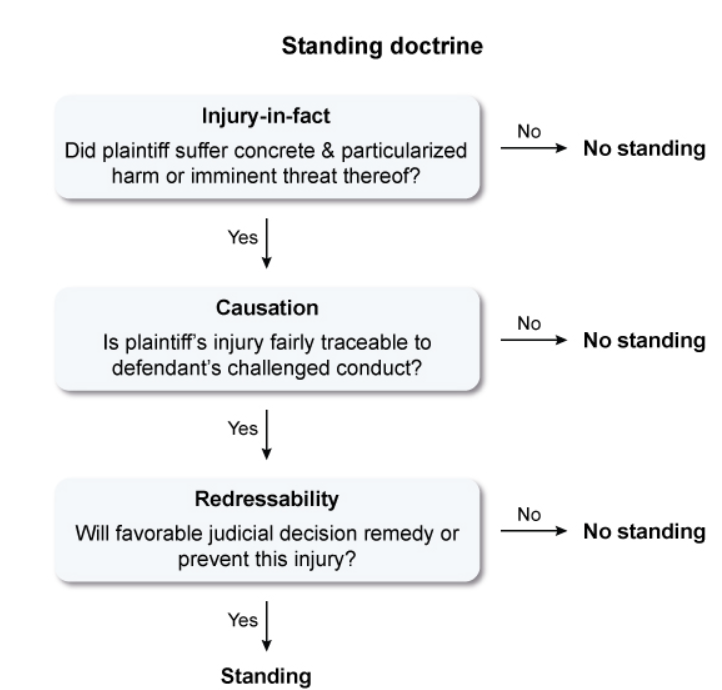 Standing doctrine
Injury-in-fact
Did plaintiff suffer concrete & particularized
harm or imminent threat thereof?
No
No standing
Yes
Causation
Is plaintiff's injury fairly traceable to
defendant's challenged conduct?
No
No standing
Yes
Redressability
Will favorable judicial decision remedy or
prevent this injury?
No
No standing
Yes
Standing